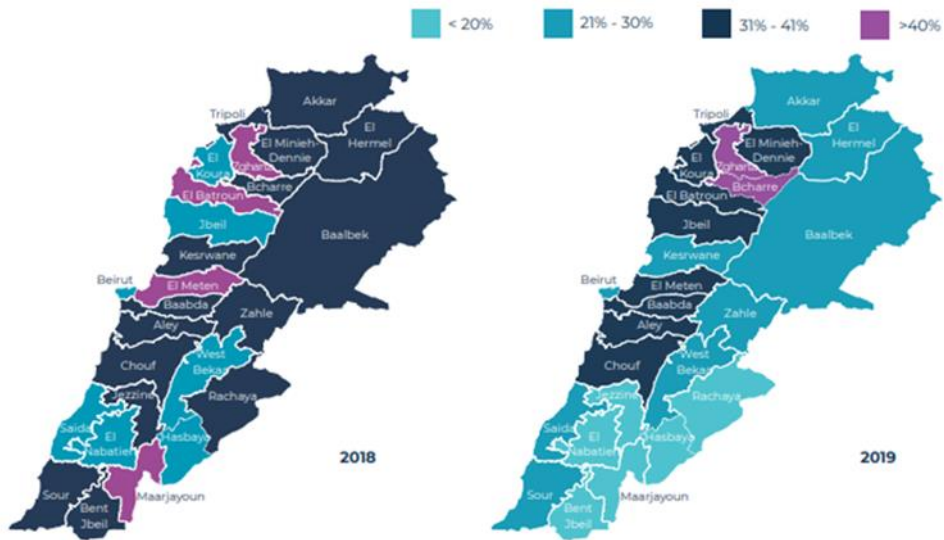 < 20%
21% - 30%
31% - 41%
>40%
Akkar
Tripoli
El Minieh-
Dennie
El
Hermel
El
Koura
Zgharta
Bcharre
El Batroun
Jbeil
Baalbek
Kesrwane
Beirut
El Meten
Baabda
Zahle
Aley
West
Bekaa
Chouf
Jezzine
Rachaya
Saida
El
Nabatieh
Hasbaya
2018
Sour
Maarjayoun
Bent
Jbeil
Akkar
Tripoli
El Minieh-
Dennie
El
Hermel
El
Koura
Zgharta
Bcharre
El Batroun
Jbeil
Baalbek
Kesrwane
Beirut
El Meten
Baabda
Zahle
Aley
West
Bekaa
Chouf
Jezzine
Rachaya
Saida
El
Nabatieh
Hasbaya
2019
Sour
Maarjayoun
Bent
Jbeil